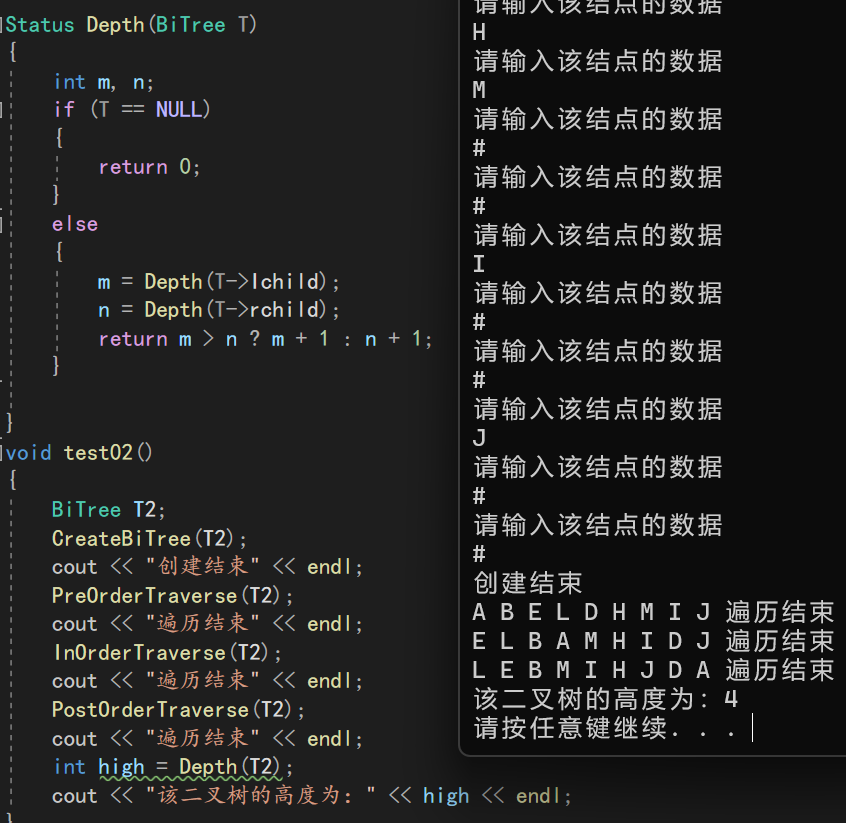 Status Depth(BiTree T)
{
int m, n;
if (T == NULL)
{
return 0;
}
else
{
m = Depth(T->lchild);
n = Depth(T->rchild);
return m > n ? m + 1 : n + 1;
}
}
void test02()
{
BiTree T2;
CreateBiTree(T2);
cout << "创建结束" << endl;
PreOrderTraverse(T2);
cout << "遍历结束" << endl;
InOrderTraverse(T2);
cout << "遍历结束" << endl;
PostOrderTraverse(T2);
cout << "遍历结束" << endl;
int high = Depth(T2);
cout << "该二叉树的高度为：" << high << endl;
}
请输入该结点的数据
H
请输入该结点的数据
M
请输入该结点的数据
#
请输入该结点的数据
#
请输入该结点的数据
I
请输入该结点的数据
#
请输入该结点的数据
#
请输入该结点的数据
J
请输入该结点的数据
#
请输入该结点的数据
#
创建结束
A B E L D H M I J 遍历结束
E L B A M H I D J 遍历结束
L E B M I H J D A 遍历结束
该二叉树的高度为：4
请按任意键继续. . .